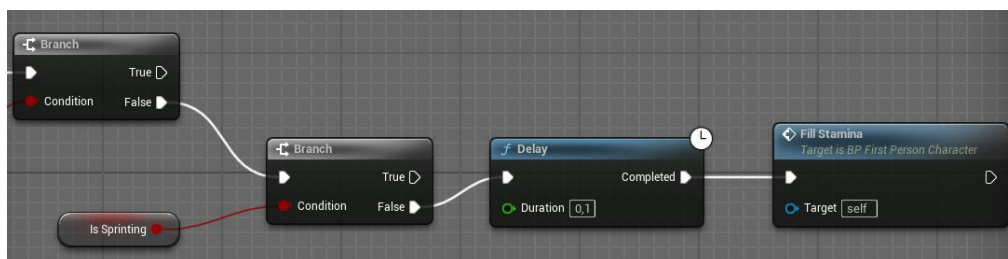 Branch
True
Condition
False
Branch
True
Condition
False
Is Sprinting
Delay
Completed
Duration 0,1
Fill Stamina
Target is BP First Person Character
Target self